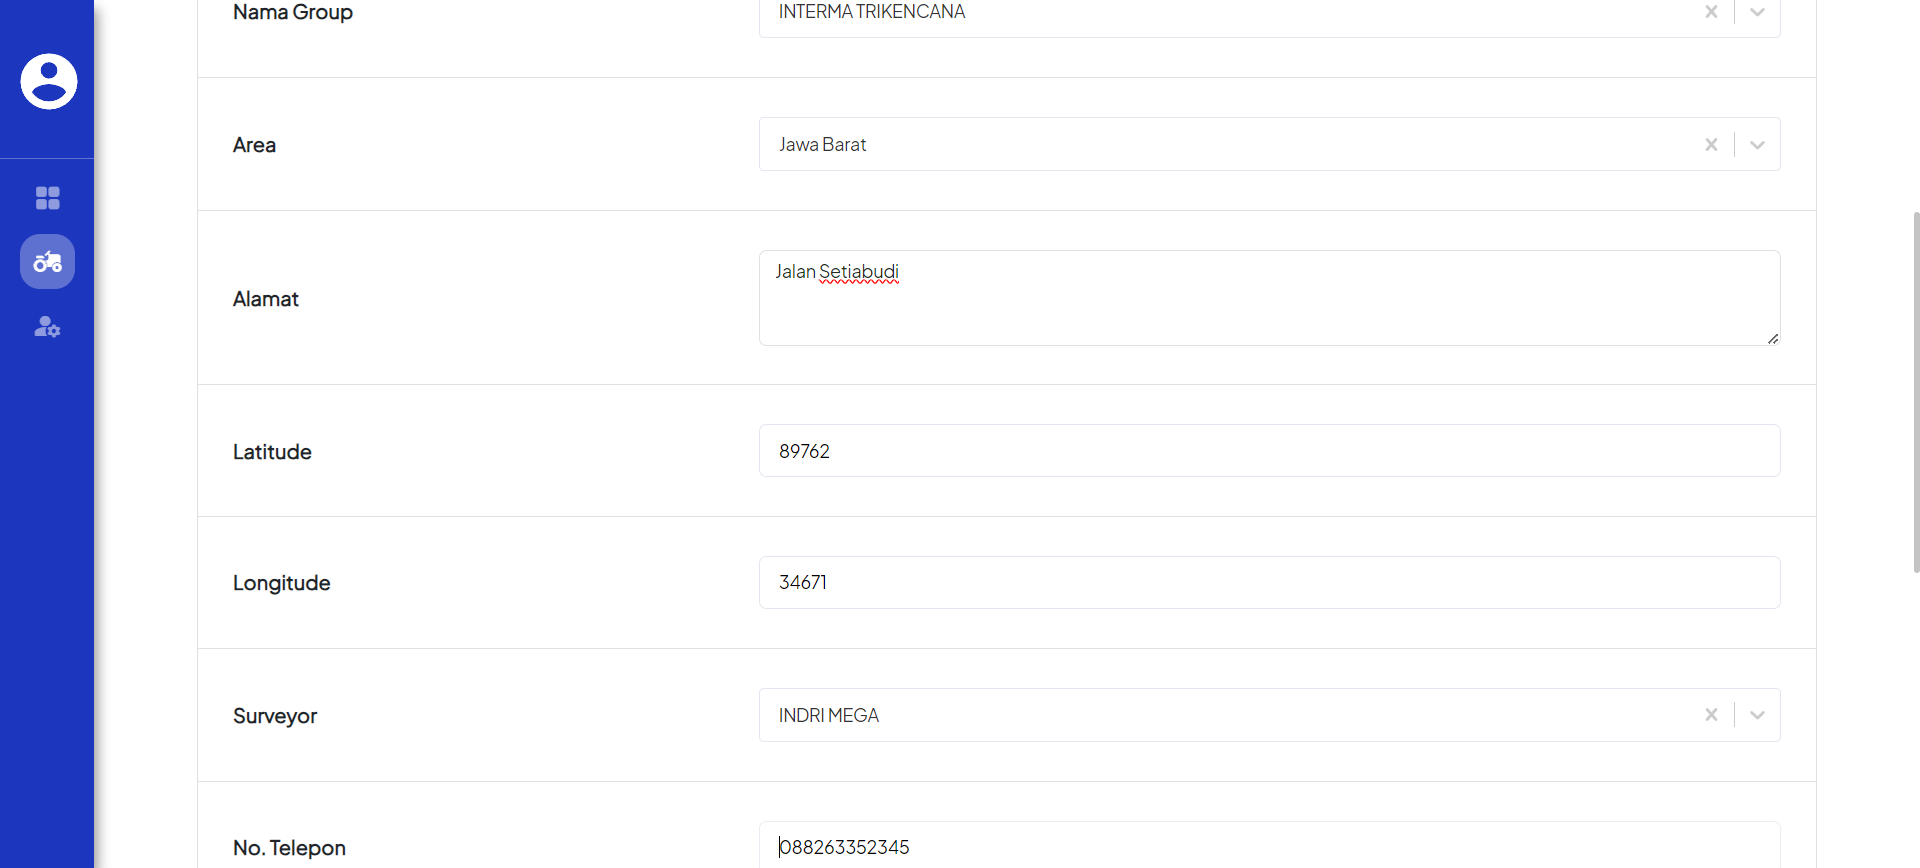 Nama Group
INTERMA TRIKENCANA
Area
Jawa Barat
Alamat
Jalan Setiabudi
Latitude
89762
Longitude
34671
Surveyor
INDRI MEGA
No. Telepon
088263352345